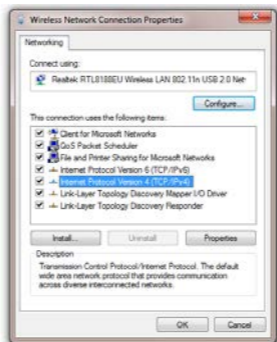 Wireless Network Connection Properties
Networking
Connect using:
Realtek RTL8188EU Wireless LAN 802.11n USB 2.0 Net
Configure...
This connection uses the following items:
Client for Microsoft Networks
QoS Packet Scheduler
File and Printer Sharing for Microsoft Networks
Internet Protocol Version 6 (TCP/IPv6)
Internet Protocol Version 4 (TCP/IPv4)
Link-Layer Topology Discovery Mapper I/O Driver
Link-Layer Topology Discovery Responder
Install...
Uninstall
Properties
Description
Transmission Control Protocol/Internet Protocol. The default
wide area network protocol that provides communication
across diverse interconnected networks.
OK
Cancel